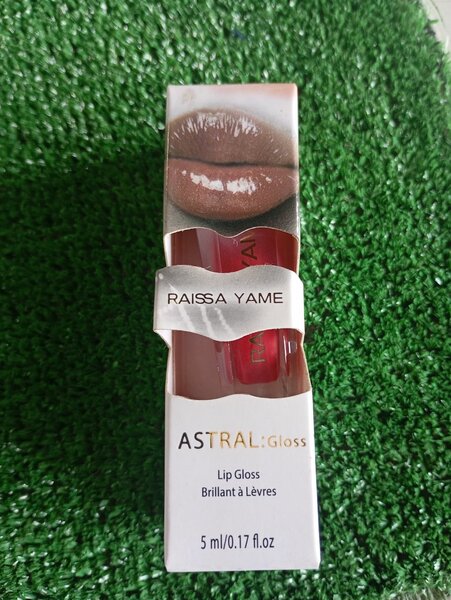 RAISSA YAME
ASTRAL:Gloss
Lip Gloss
Brillant à Lèvres
5 ml/0.17 fl.oz